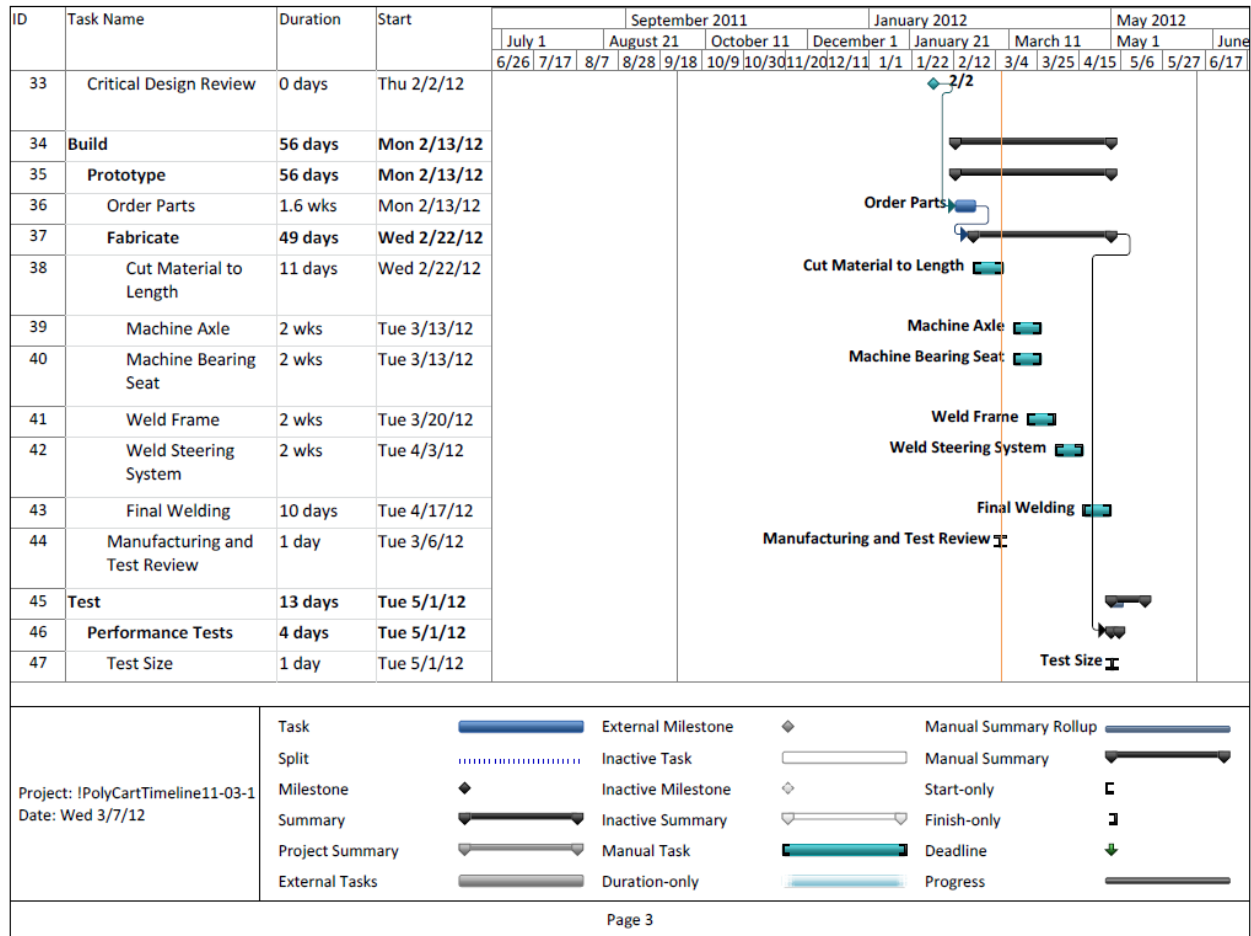 ID Task Name Duration Start September 2011 January 2012 May 2012
July 1 August 21 October 11 December 1 January 21 March 11 May 1 June
6/26 7/17 8/7 8/28 9/18 10/9 10/30 11/20 12/11 1/1 1/22 2/12 3/4 3/25 4/15 5/6 5/27 6/17
33 Critical Design Review 0 days Thu 2/2/12 2/2
34 Build 56 days Mon 2/13/12
35 Prototype 56 days Mon 2/13/12
36 Order Parts 1.6 wks Mon 2/13/12 Order Parts
37 Fabricate 49 days Wed 2/22/12
38 Cut Material to 11 days Wed 2/22/12 Cut Material to Length
Length
39 Machine Axle 2 wks Tue 3/13/12 Machine Axle
40 Machine Bearing 2 wks Tue 3/13/12 Machine Bearing Seat
Seat
41 Weld Frame 2 wks Tue 3/20/12 Weld Frame
42 Weld Steering 2 wks Tue 4/3/12 Weld Steering System
System
43 Final Welding 10 days Tue 4/17/12 Final Welding
44 Manufacturing and 1 day Tue 3/6/12 Manufacturing and Test Review
Test Review
45 Test 13 days Tue 5/1/12
46 Performance Tests 4 days Tue 5/1/12
47 Test Size 1 day Tue 5/1/12 Test Size
Project: !PolyCartTimeline11-03-1
Date: Wed 3/7/12
Task External Milestone Manual Summary Rollup
Split Inactive Task Manual Summary
Milestone Inactive Milestone Start-only
Summary Inactive Summary Finish-only
Project Summary Manual Task Deadline
External Tasks Duration-only Progress
Page 3